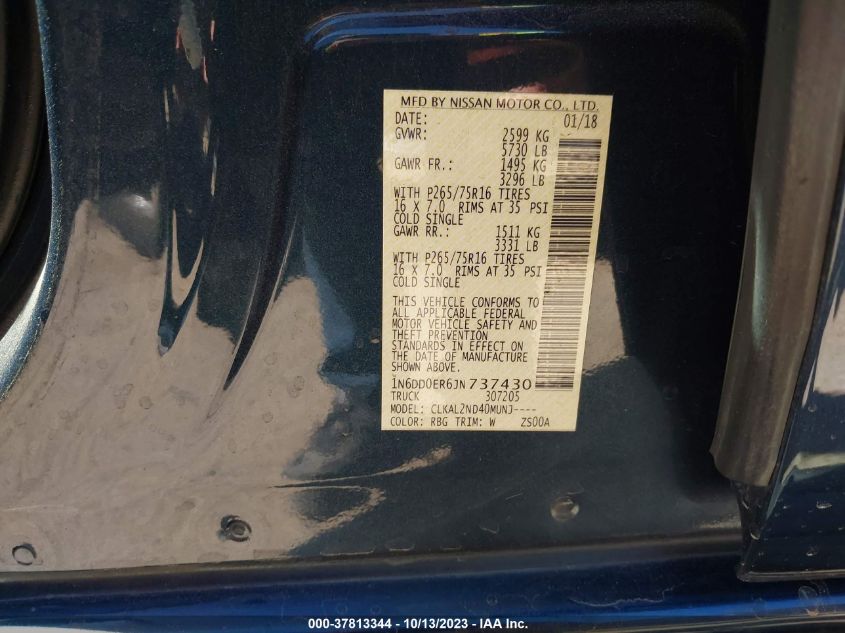 MFD BY NISSAN MOTOR CO., LTD.
DATE: 01/18
GVWR: 2599 KG
5730 LB
GAWR FR.: 1495 KG
3296 LB
WITH P265/75R16 TIRES
16 X 7.0 RIMS AT 35 PSI
COLD SINGLE
GAWR RR.: 1511 KG
3331 LB
WITH P265/75R16 TIRES
16 X 7.0 RIMS AT 35 PSI
COLD SINGLE
THIS VEHICLE CONFORMS TO
ALL APPLICABLE FEDERAL
MOTOR VEHICLE SAFETY AND
THEFT PREVENTION
STANDARDS IN EFFECT ON
THE DATE OF MANUFACTURE
SHOWN ABOVE.
1N6DD0ER6JN737430
TRUCK 307205
MODEL: CLKAL2ND40MUNJ----
COLOR: RBG TRIM: W ZS00A
000-37813344 - 10/13/2023 - IAA Inc.